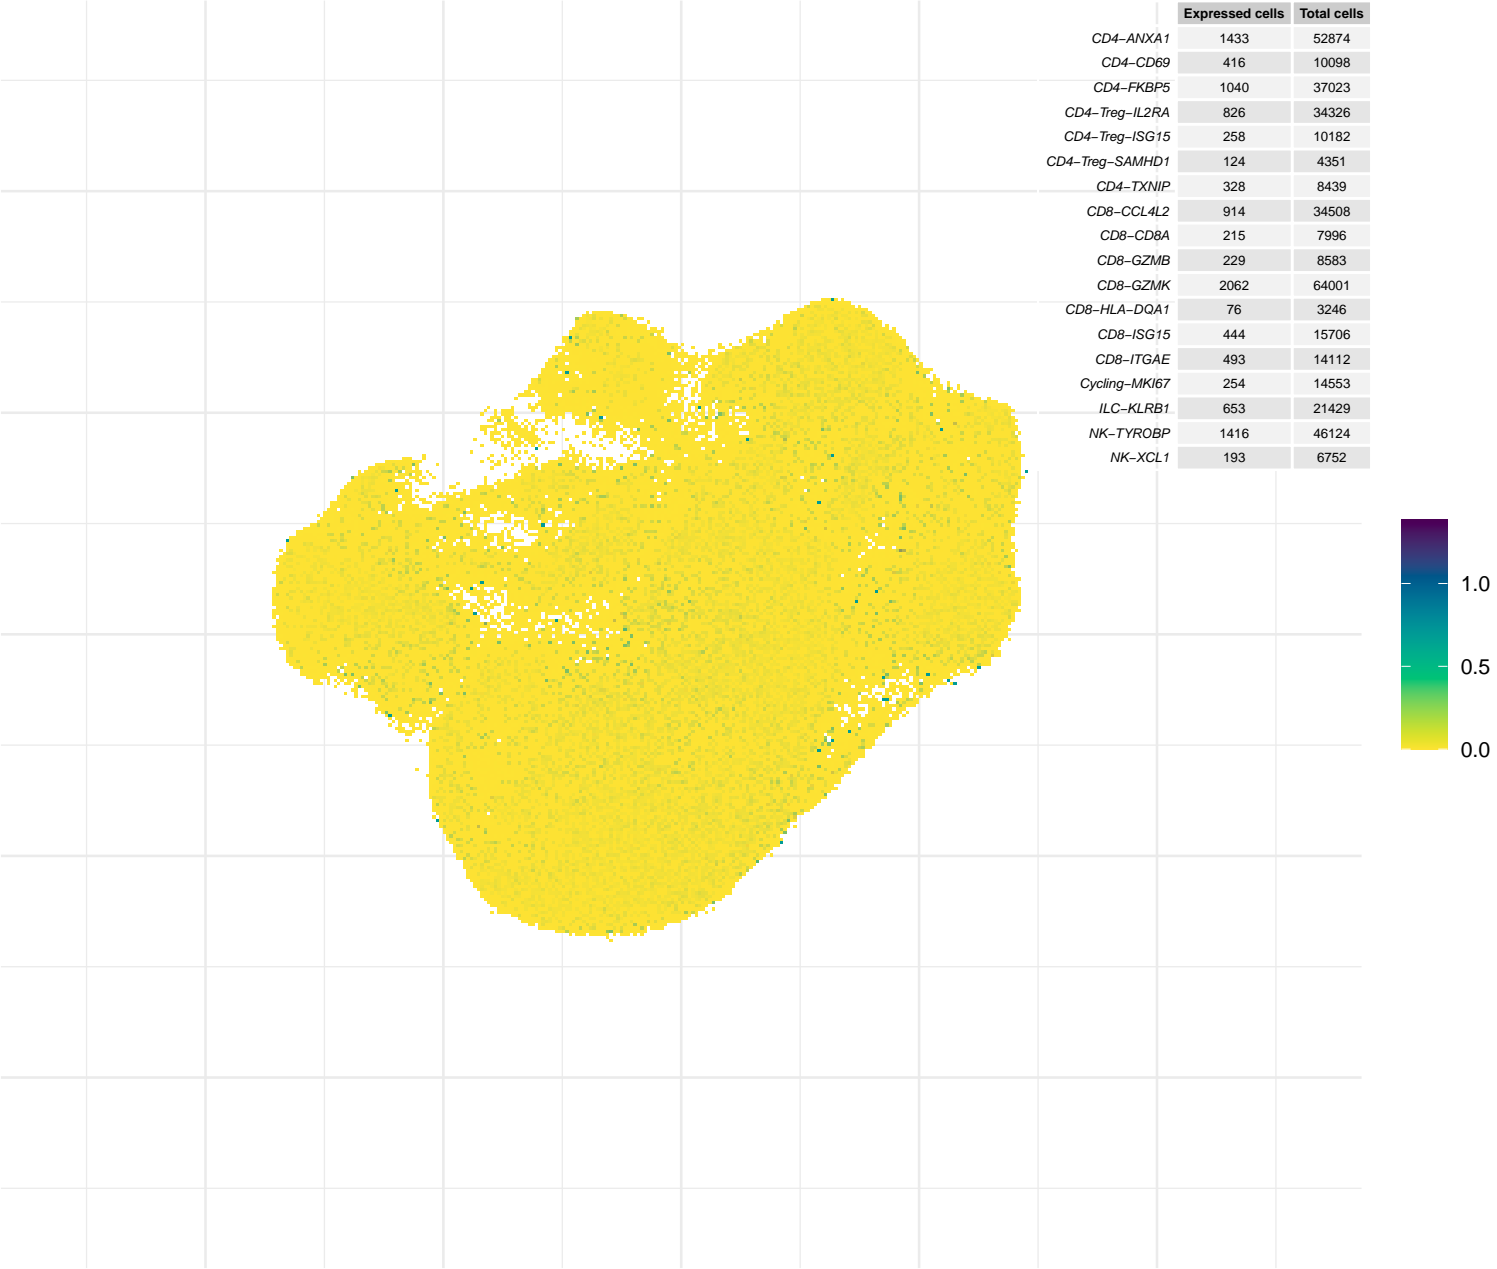 Expressed cells Total cells
CD4−ANXA1 1433 52874
CD4−CD69 416 10098
CD4−FKBP5 1040 37023
CD4−Treg−IL2RA 826 34326
CD4−Treg−ISG15 258 10182
CD4−Treg−SAMHD1 124 4351
CD4−TXNIP 328 8439
CD8−CCL4L2 914 34508
CD8−CD8A 215 7996
CD8−GZMB 229 8583
CD8−GZMK 2062 64001
CD8−HLA−DQA1 76 3246
CD8−ISG15 444 15706
CD8−ITGAE 493 14112
Cycling−MKI67 254 14553
ILC−KLRB1 653 21429
NK−TYROBP 1416 46124
NK−XCL1 193 6752
1.0
0.5
0.0